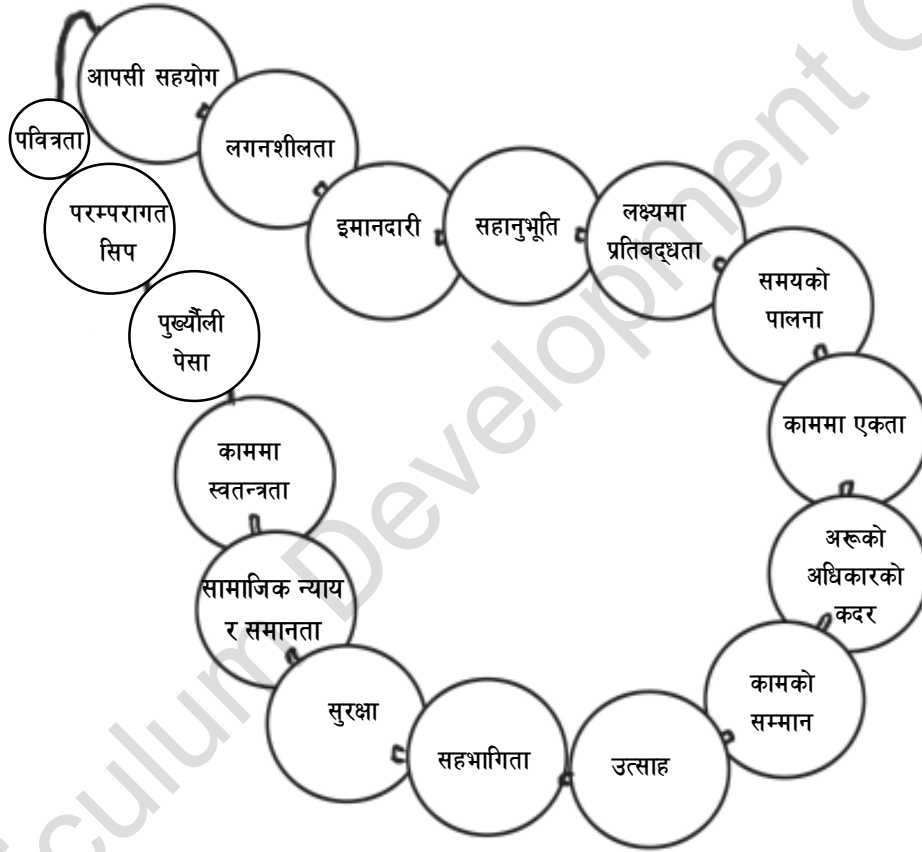 आपसी सहयोग
लगनशीलता
इमानदारी
सहानुभूति
लक्ष्यमा
प्रतिबद्धता
समयको
पालना
काममा एकता
अरूको
अधिकारको
कदर
कामको
सम्मान
उत्साह
सहभागिता
सुरक्षा
सामाजिक न्याय
र समानता
काममा
स्वतन्त्रता
पुर्ख्यौली
पेसा
परम्परागत
सिप
पवित्रता
Development